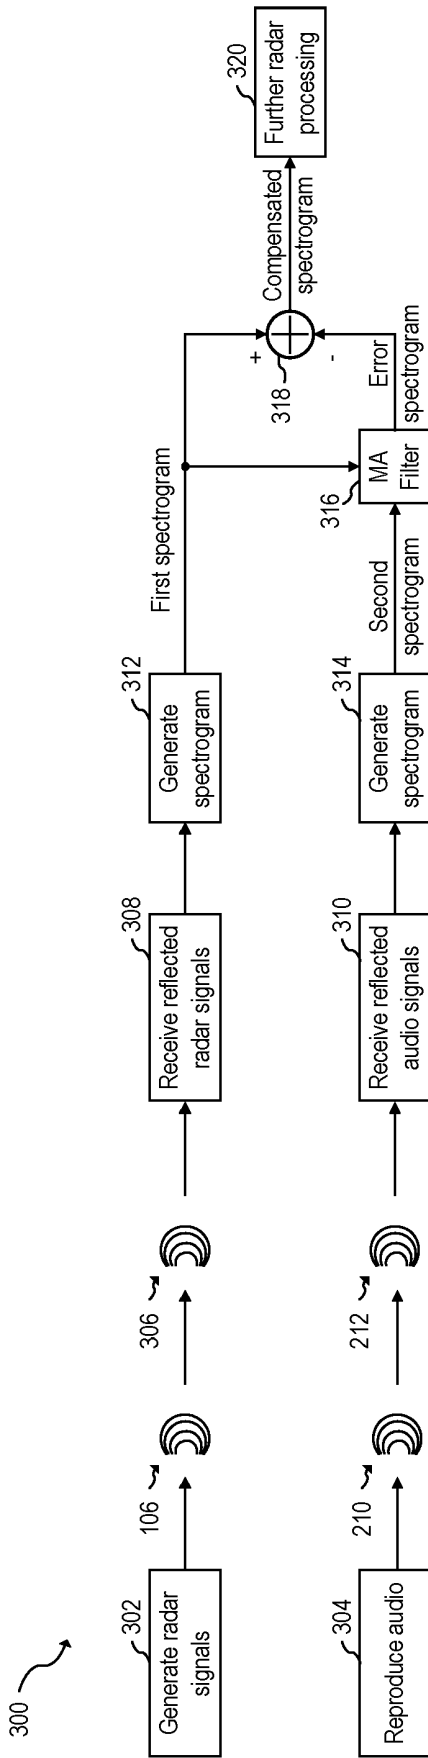 300
302
Generate radar
signals
106
306
308
Receive reflected
radar signals
312
Generate
spectrogram
First spectrogram
304
Reproduce audio
210
212
310
Receive reflected
audio signals
314
Generate
spectrogram
Second
spectrogram
316
MA
Filter
Error
spectrogram
+
-
318
Compensated
spectrogram
320
Further radar
processing